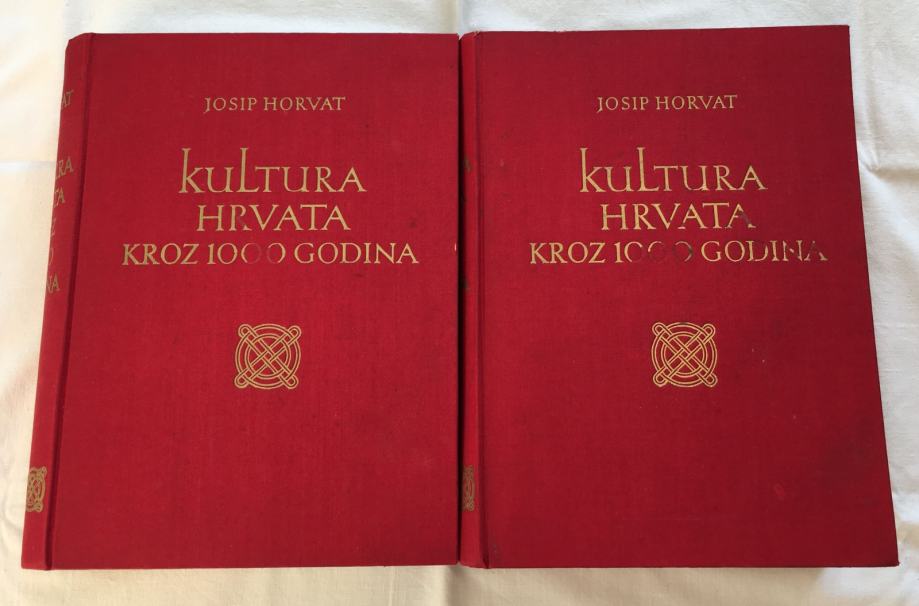 JOSIP HORVAT
kuLTURA
HRVATA
KROZ 1000 GODINA
JOSIP HORVAT
kuLTURA
HRVATA
KROZ 1000 GODINA